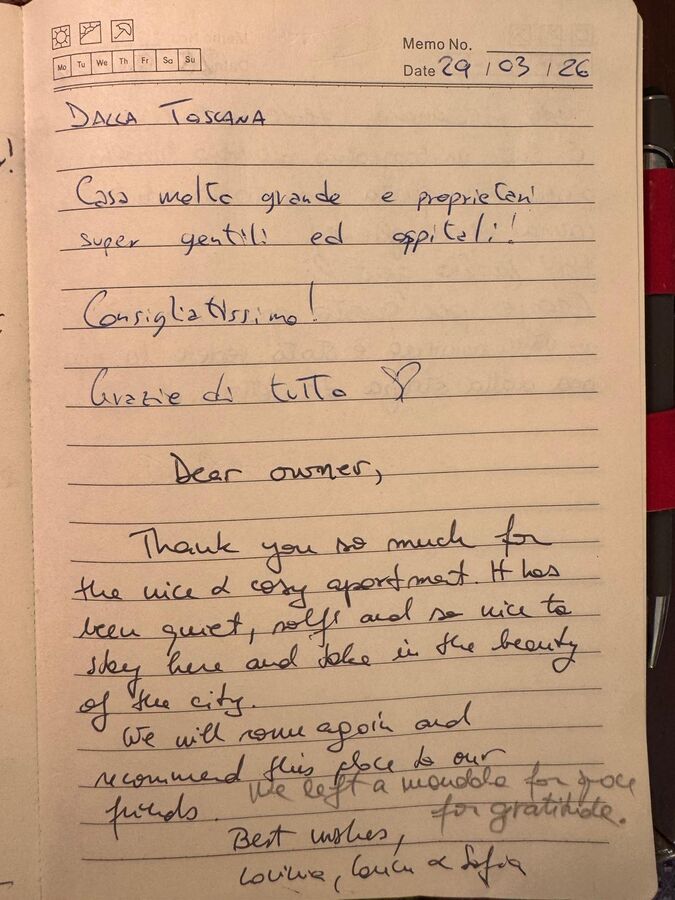 Memo No.
Mo Tu We Th Fr Sa Su
Date 29 / 03 / 26
DALLA TOSCANA
Casa molto grande e proprietari
super gentili ed ospitali!
Consigliatissimo!
Grazie di tutto
Dear owner,
Thank you so much for
the nice & cosy apartment. It has
been quiet, and so nice to
stay here and take in the beauty
of the city.
We will come again and
recommend this place to our
friends.
We left a mandala for
for gratitude.
Best wishes,
& Sofia